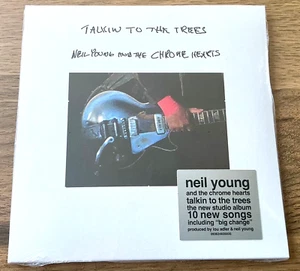 TALKIN TO THE TREES
NEIL YOUNG AND THE CHROME HEARTS
neil young
and the chrome hearts
talkin to the trees
the new studio album
10 new songs
including "big change"
produced by lou adler & neil young